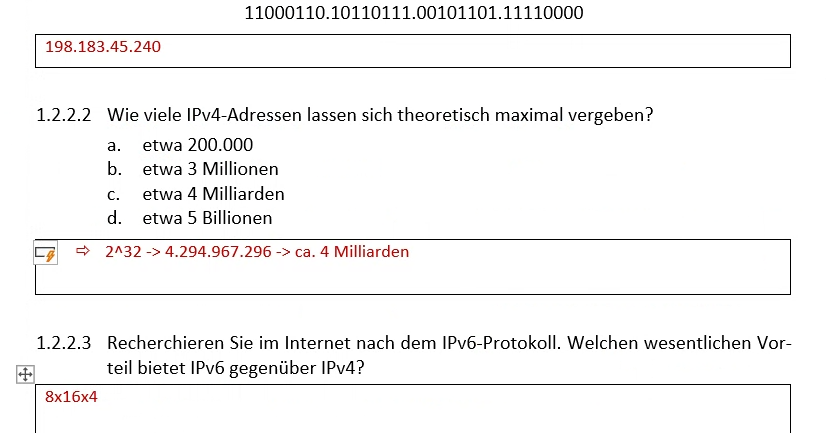 11000110.10110111.00101101.11110000
198.183.45.240
1.2.2.2 Wie viele IPv4-Adressen lassen sich theoretisch maximal vergeben?
a. etwa 200.000
b. etwa 3 Millionen
c. etwa 4 Milliarden
d. etwa 5 Billionen
⇨ 2^32 -> 4.294.967.296 -> ca. 4 Milliarden
1.2.2.3 Recherchieren Sie im Internet nach dem IPv6-Protokoll. Welchen wesentlichen Vor-
teil bietet IPv6 gegenüber IPv4?
8x16x4